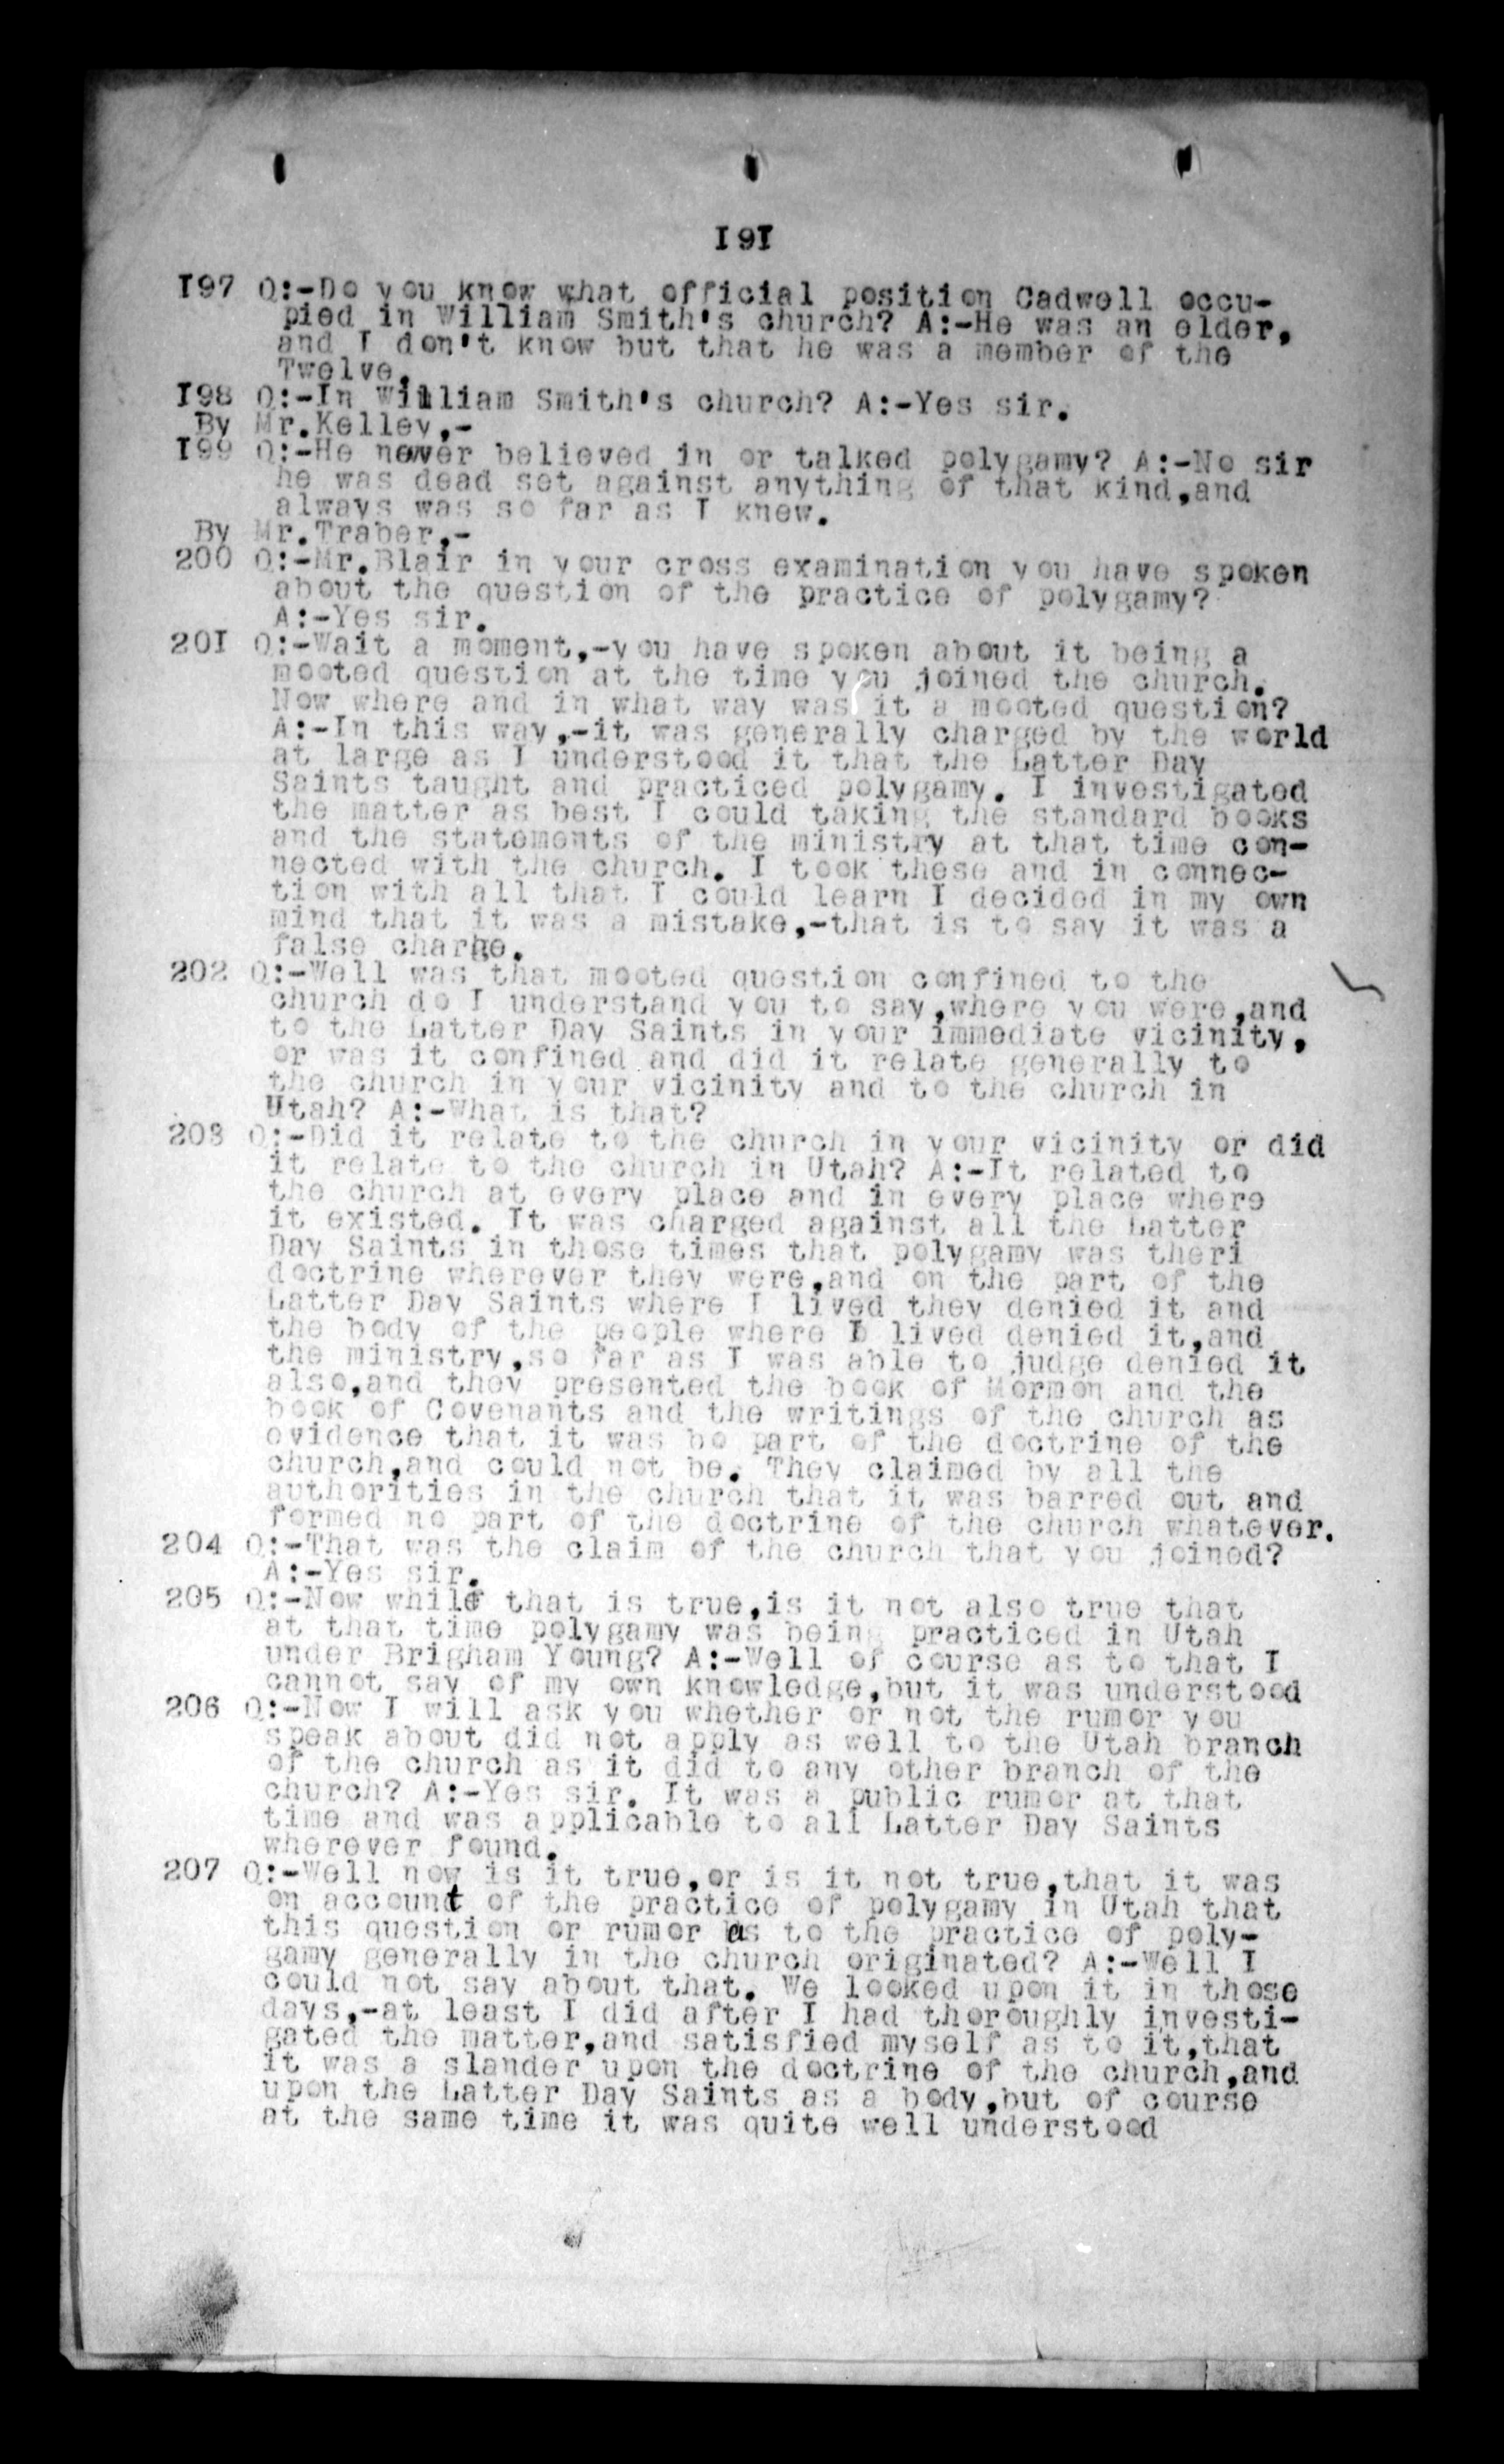 191
197 Q:-Do you know what official position Cadwell occu-
pied in William Smith's church? A:-He was an elder,
and I don't know but that he was a member of the
Twelve.
198 Q:-In William Smith's church? A:-Yes sir.
By Mr.Kelley,-
199 Q:-He never believed in or talked polygamy? A:-No sir
he was dead set against anything of that kind,and
always was so far as I knew.
By Mr.Traber,-
200 Q:-Mr.Blair in your cross examination you have spoken
about the question of the practice of polygamy?
A:-Yes sir.
201 Q:-Wait a moment,-you have spoken about it being a
mooted question at the time you joined the church.
Now where and in what way was it a mooted question?
A:-In this way,-it was generally charged by the world
at large as I understood it that the Latter Day
Saints taught and practiced polygamy. I investigated
the matter as best I could taking the standard books
and the statements of the ministry at that time con-
nected with the church. I took these and in connec-
tion with all that I could learn I decided in my own
mind that it was a mistake,-that is to say it was a
false charge.
202 Q:-Well was that mooted question confined to the
church do I understand you to say,where you were,and
to the Latter Day Saints in your immediate vicinity,
or was it confined and did it relate generally to
the church in your vicinity and to the church in
Utah? A:-What is that?
203 Q:-Did it relate to the church in your vicinity or did
it relate to the church in Utah? A:-It related to
the church at every place and in every place where
it existed. It was charged against all the Latter
Day Saints in those times that polygamy was theri
doctrine wherever they were,and on the part of the
Latter Day Saints where I lived they denied it and
the body of the people where I lived denied it,and
the ministry,so far as I was able to judge denied it
also,and they presented the book of Mormon and the
book of Covenants and the writings of the church as
evidence that it was bo part of the doctrine of the
church,and could not be. They claimed by all the
authorities in the church that it was barred out and
formed no part of the doctrine of the church whatever.
204 Q:-That was the claim of the church that you joined?
A:-Yes sir.
205 Q:-Now while that is true,is it not also true that
at that time polygamy was being practiced in Utah
under Brigham Young? A:-Well of course as to that I
cannot say of my own knowledge,but it was understood
206 Q:-Now I will ask you whether or not the rumor you
speak about did not apply as well to the Utah branch
of the church as it did to any other branch of the
church? A:-Yes sir. It was a public rumor at that
time and was applicable to all Latter Day Saints
wherever found.
207 Q:-Well now is it true,or is it not true,that it was
on account of the practice of polygamy in Utah that
this question or rumor as to the practice of poly-
gamy generally in the church originated? A:-Well I
could not say about that. We looked upon it in those
days,-at least I did after I had thoroughly investi-
gated the matter,and satisfied myself as to it,that
it was a slander upon the doctrine of the church,and
upon the Latter Day Saints as a body,but of course
at the same time it was quite well understood